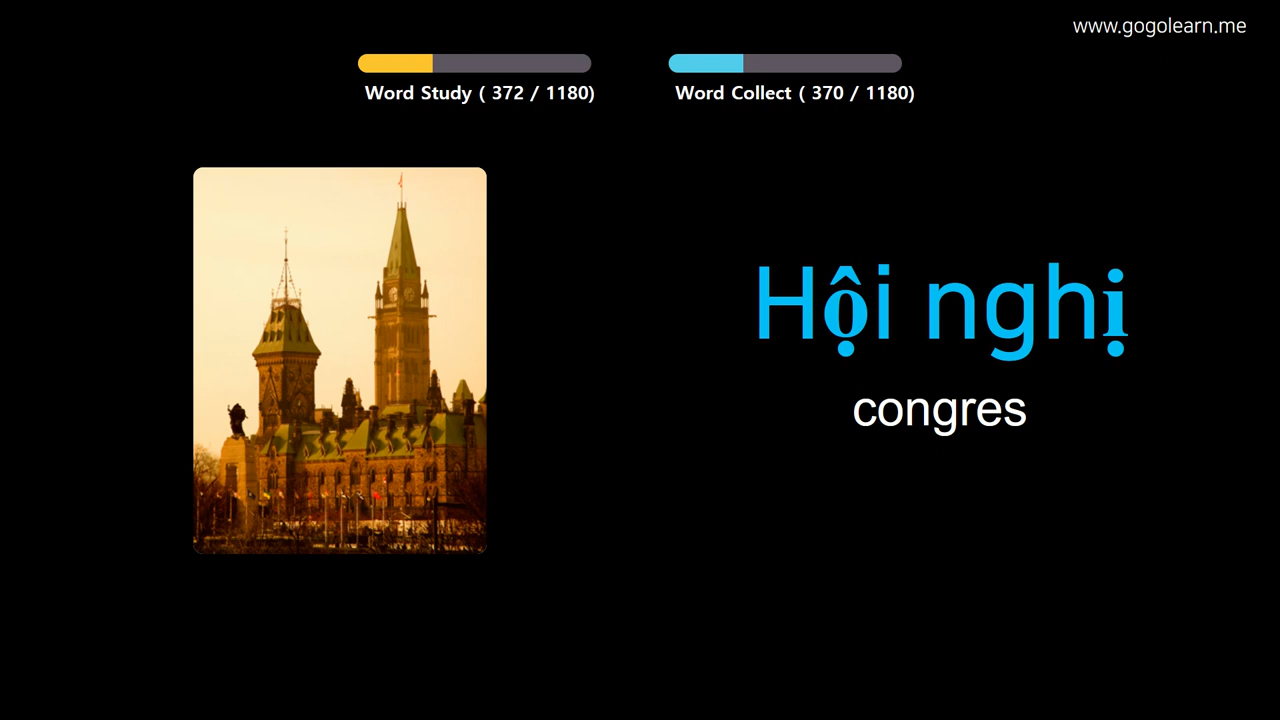 www.gogolearn.me
Word Study ( 372 / 1180)
Word Collect ( 370 / 1180)
Hội nghị
congres